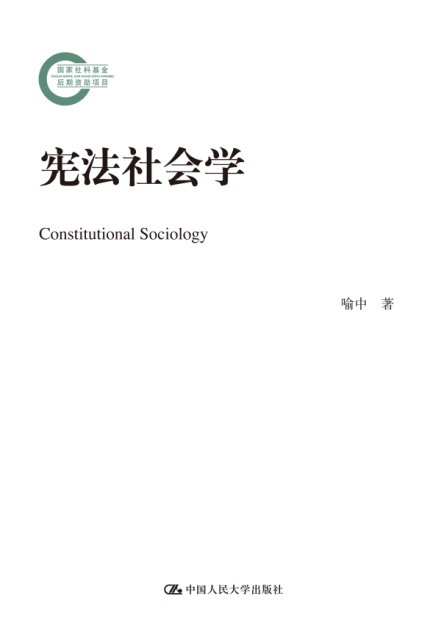 国家社科基金
后期资助项目
宪法社会学
Constitutional Sociology
喻中 著
中国人民大学出版社